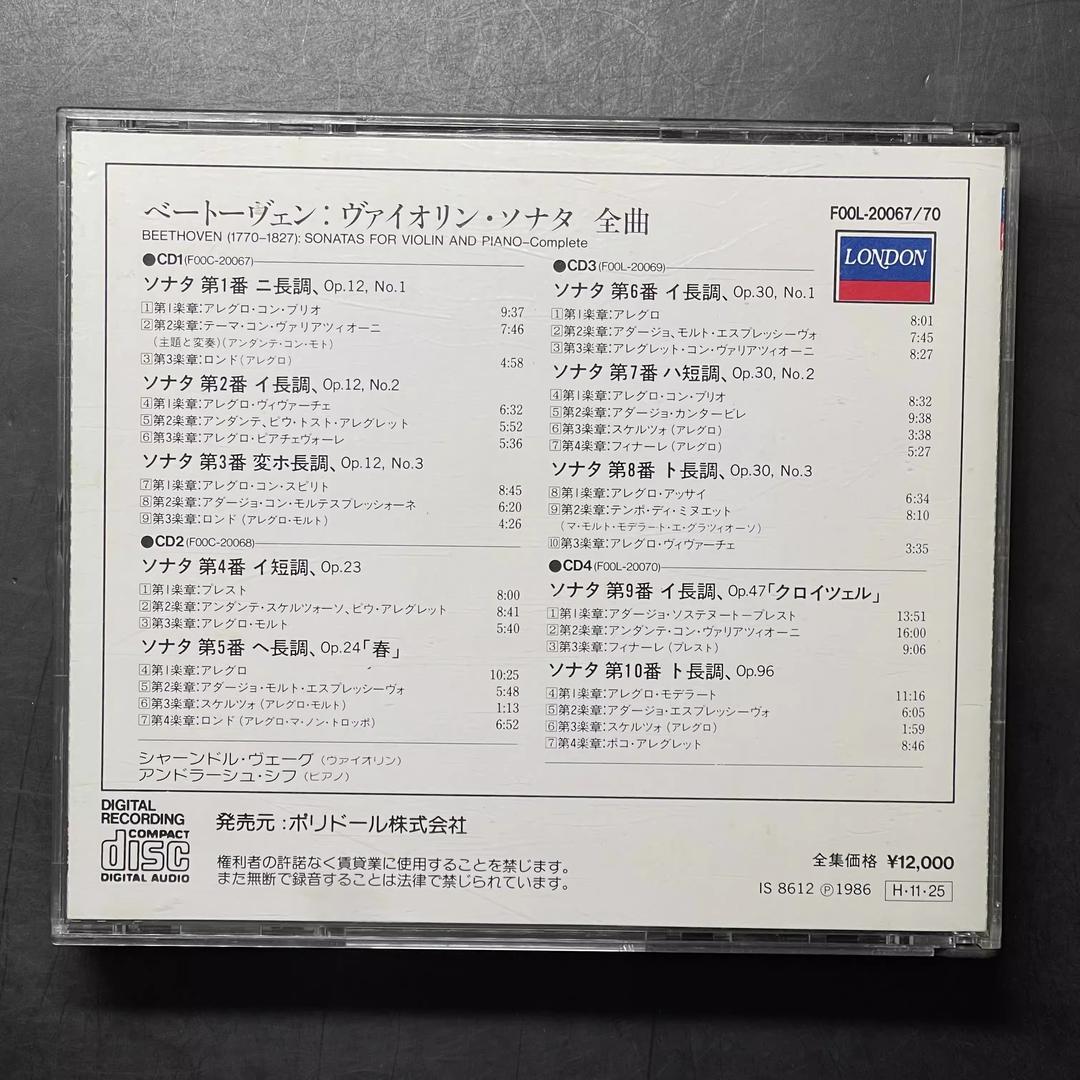 ベートーヴェン：ヴァイオリン・ソナタ 全曲
BEETHOVEN (1770–1827): SONATAS FOR VIOLIN AND PIANO–Complete
F00L-20067/70
LONDON
●CD1(F00C-20067)
ソナタ 第1番 ニ長調、Op.12, No.1
1 第1楽章：アレグロ・コン・ブリオ 9:37
2 第2楽章：テーマ・コン・ヴァリアツィオーニ 7:46
（主題と変奏）（アンダンテ・コン・モト）
3 第3楽章：ロンド（アレグロ） 4:58
ソナタ 第2番 イ長調、Op.12, No.2
4 第1楽章：アレグロ・ヴィヴァーチェ 6:32
5 第2楽章：アンダンテ、ピウ・トスト・アレグレット 5:52
6 第3楽章：アレグロ・ピアチェヴォーレ 5:36
ソナタ 第3番 変ホ長調、Op.12, No.3
7 第1楽章：アレグロ・コン・スピリト 8:45
8 第2楽章：アダージョ・コン・モルテスプレッショーネ 6:20
9 第3楽章：ロンド（アレグロ・モルト） 4:26
●CD2(F00C-20068)
ソナタ 第4番 イ短調、Op.23
1 第1楽章：プレスト 8:00
2 第2楽章：アンダンテ・スケルツォーソ、ピウ・アレグレット 8:41
3 第3楽章：アレグロ・モルト 5:40
ソナタ 第5番 ヘ長調、Op.24「春」
4 第1楽章：アレグロ 10:25
5 第2楽章：アダージョ・モルト・エスプレッシーヴォ 5:48
6 第3楽章：スケルツォ（アレグロ・モルト） 1:13
7 第4楽章：ロンド（アレグロ・マ・ノン・トロッポ） 6:52
シャーンドル・ヴェーグ（ヴァイオリン）
アンドラーシュ・シフ（ピアノ）
●CD3(F00L-20069)
ソナタ 第6番 イ長調、Op.30, No.1
1 第1楽章：アレグロ 8:01
2 第2楽章：アダージョ、モルト・エスプレッシーヴォ 7:45
3 第3楽章：アレグレット・コン・ヴァリアツィオーニ 8:27
ソナタ 第7番 ハ短調、Op.30, No.2
4 第1楽章：アレグロ・コン・ブリオ 8:32
5 第2楽章：アダージョ・カンタービレ 9:38
6 第3楽章：スケルツォ（アレグロ） 3:38
7 第4楽章：フィナーレ（アレグロ） 5:27
ソナタ 第8番 ト長調、Op.30, No.3
8 第1楽章：アレグロ・アッサイ 6:34
9 第2楽章：テンポ・ディ・ミヌエット 8:10
（マ・モルト・モデラート・エ・グラツィオーソ）
10 第3楽章：アレグロ・ヴィヴァーチェ 3:35
●CD4(F00L-20070)
ソナタ 第9番 イ長調、Op.47「クロイツェル」
1 第1楽章：アダージョ・ソステヌートープレスト 13:51
2 第2楽章：アンダンテ・コン・ヴァリアツィオーニ 16:00
3 第3楽章：フィナーレ（プレスト） 9:06
ソナタ 第10番 ト長調、Op.96
4 第1楽章：アレグロ・モデラート 11:16
5 第2楽章：アダージョ・エスプレッシーヴォ 6:05
6 第3楽章：スケルツォ（アレグロ） 1:59
7 第4楽章：ポコ・アレグレット 8:46
DIGITAL
RECORDING
COMPACT
disc
DIGITAL AUDIO
発売元：ポリドール株式会社
権利者の許諾なく賃貸業に使用することを禁じます。
また無断で録音することは法律で禁じられています。
全集価格 ¥12,000
IS 8612 ℗1986 H・11・25